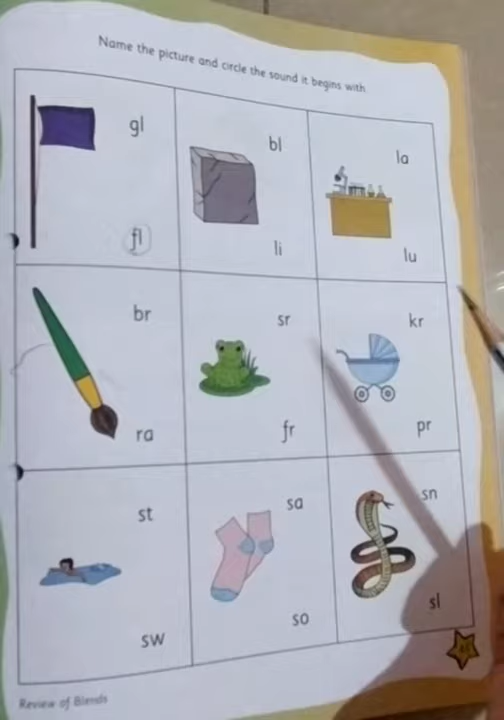 Name the picture and circle the sound it begins with.
gl
fl
bl
li
la
lu
br
ra
sr
fr
kr
pr
st
sw
sa
so
sn
sl
Review of Blends